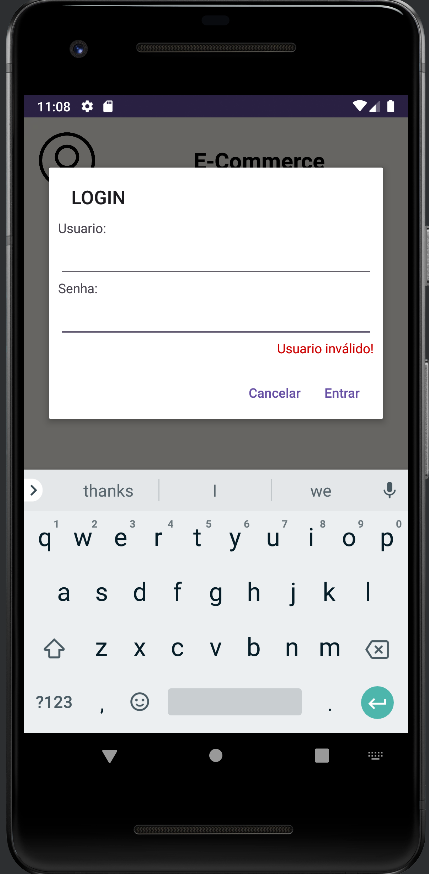 11:08
E-Commerce
LOGIN
Usuario:
Senha:
Usuario inválido!
Cancelar Entrar
thanks I we
1 2 3 4 5 6 7 8 9 0
q w e r t y u i o p
a s d f g h j k l
z x c v b n m
?123 , .